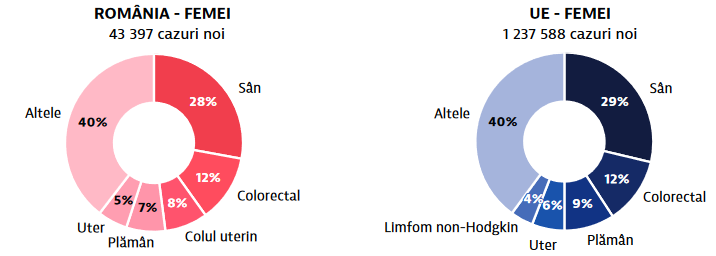 ROMÂNIA - FEMEI
43 397 cazuri noi
Sân
28%
Altele
40%
12%
Colorectal
5%
7%
8%
Uter
Plămân
Colul uterin
UE - FEMEI
1 237 588 cazuri noi
Sân
29%
Altele
40%
12%
Colorectal
4%
6%
9%
Limfom non-Hodgkin
Uter
Plămân